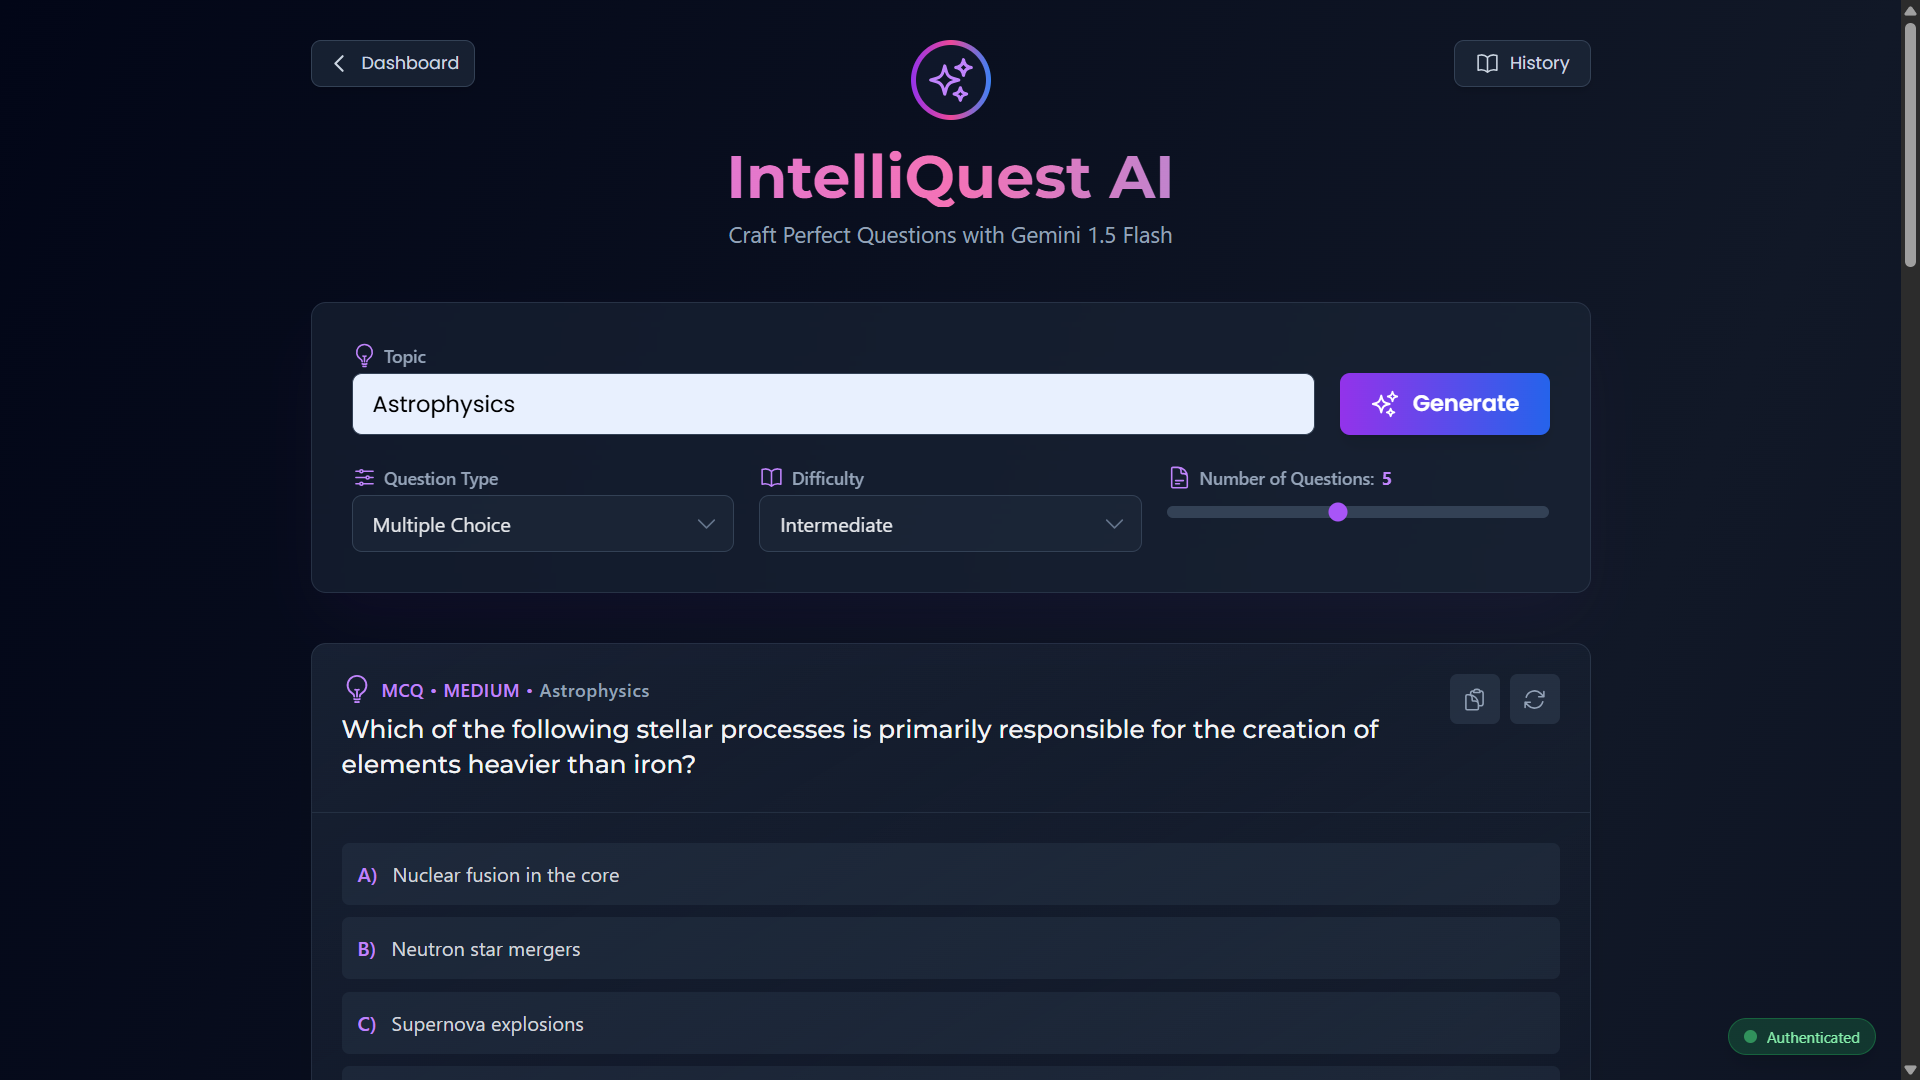 Dashboard
History
IntelliQuest AI
Craft Perfect Questions with Gemini 1.5 Flash
Topic
Astrophysics
Generate
Question Type
Difficulty
Number of Questions: 5
Multiple Choice
Intermediate
MCQ • MEDIUM • Astrophysics
Which of the following stellar processes is primarily responsible for the creation of
elements heavier than iron?
A) Nuclear fusion in the core
B) Neutron star mergers
C) Supernova explosions
Authenticated